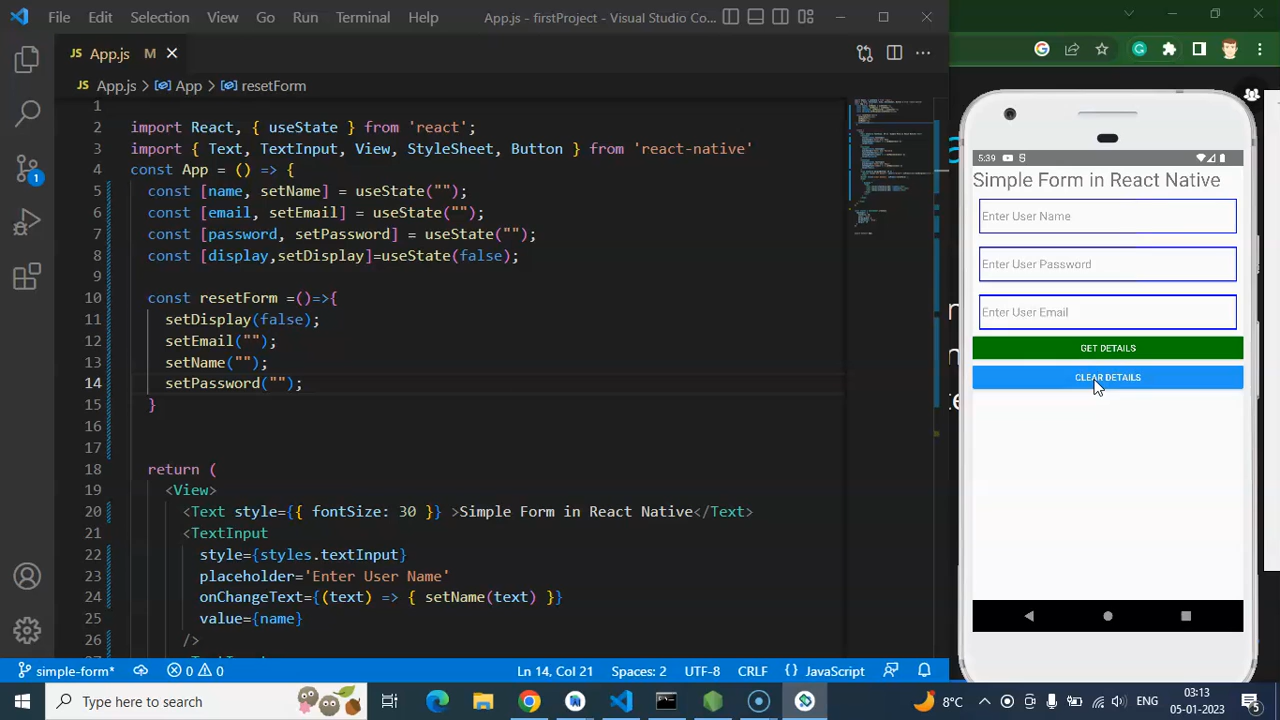 File Edit Selection View Go Run Terminal Help App.js - firstProject - Visual Studio Co...
JS App.js M
JS App.js > App > resetForm
1
2 import React, { useState } from 'react';
3 import { Text, TextInput, View, StyleSheet, Button } from 'react-native'
4 const App = () => {
5 const [name, setName] = useState("");
6 const [email, setEmail] = useState("");
7 const [password, setPassword] = useState("");
8 const [display,setDisplay]=useState(false);
9
10 const resetForm =()=>{
11 setDisplay(false);
12 setEmail("");
13 setName("");
14 setPassword("");
15 }
16
17
18 return (
19 <View>
20 <Text style={{ fontSize: 30 }} >Simple Form in React Native</Text>
21 <TextInput
22 style={styles.textInput}
23 placeholder='Enter User Name'
24 onChangeText={(text) => { setName(text) }}
25 value={name}
26 />
1
simple-form* 0 0 Ln 14, Col 21 Spaces: 2 UTF-8 CRLF {} JavaScript
5:39
Simple Form in React Native
Enter User Name
Enter User Password
Enter User Email
GET DETAILS
CLEAR DETAILS
Type here to search
8°C ENG 03:13
05-01-2023 5